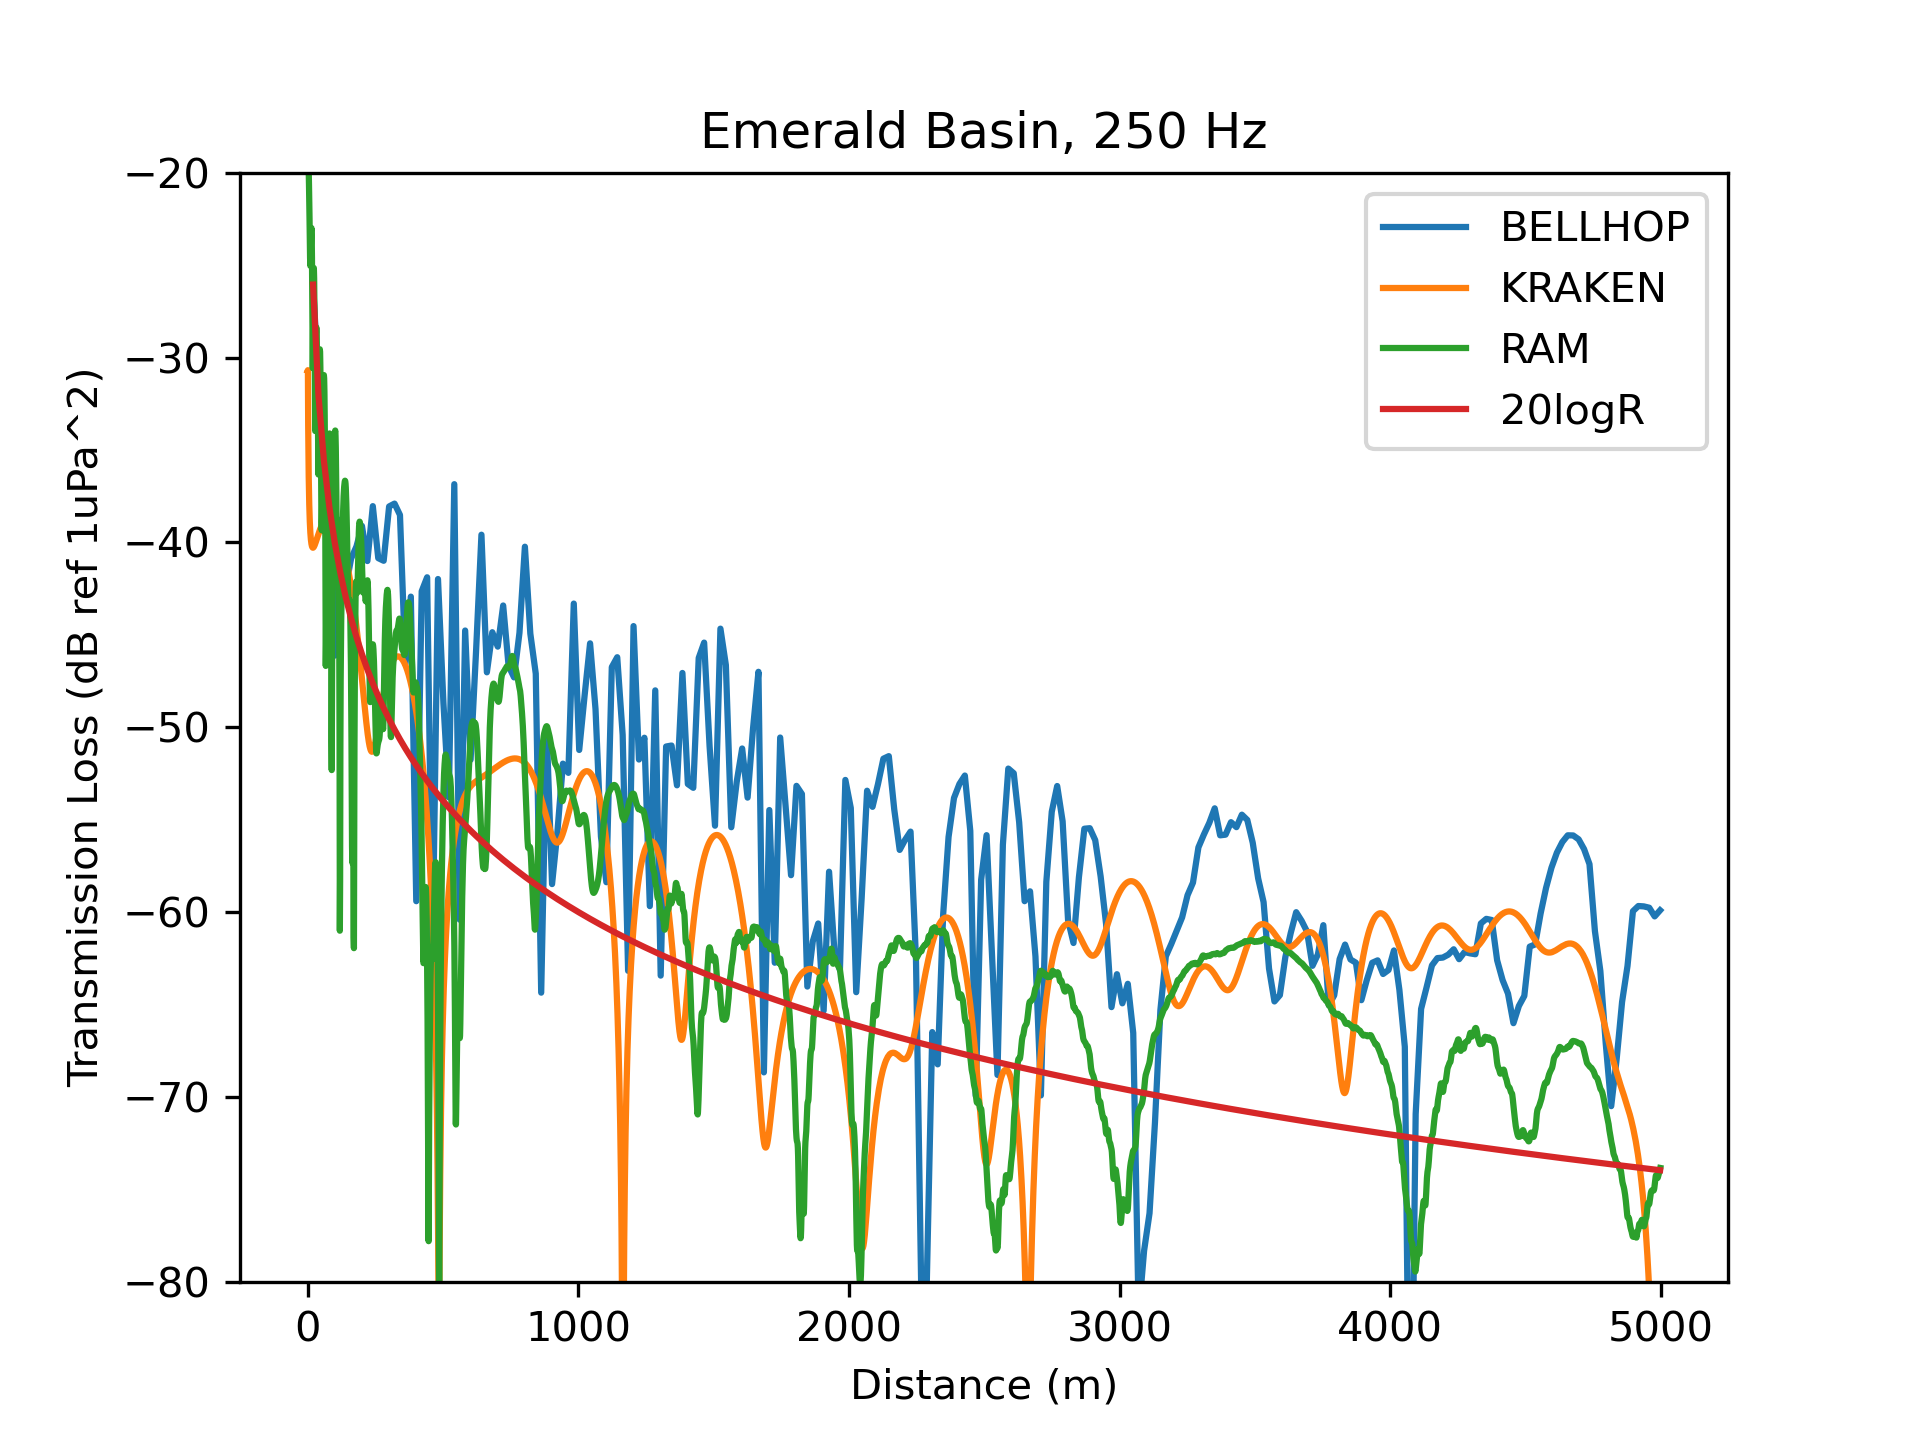 Emerald Basin, 250 Hz
BELLHOP
KRAKEN
RAM
20logR
Transmission Loss (dB ref 1uPa^2)
−20
−30
−40
−50
−60
−70
−80
0 1000 2000 3000 4000 5000
Distance (m)